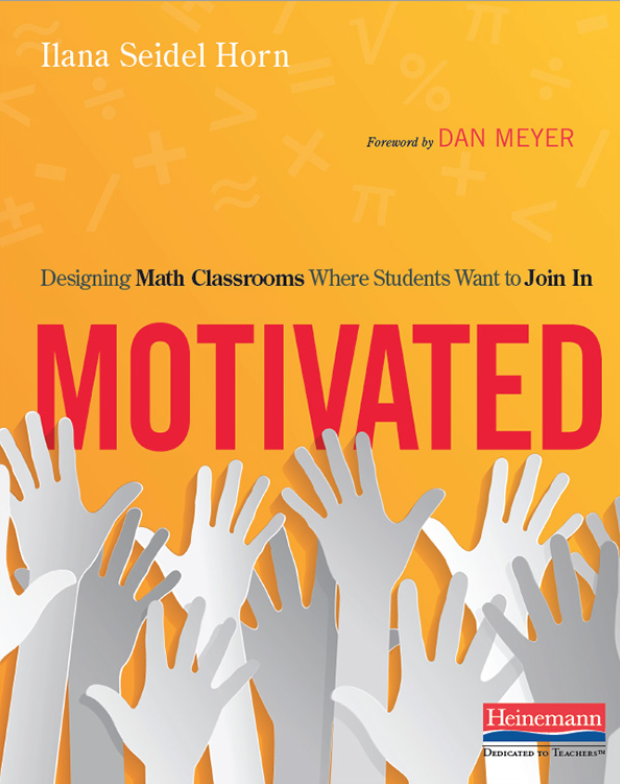 Ilana Seidel Horn
Foreword by DAN MEYER
Designing Math Classrooms Where Students Want to Join In
MOTIVATED
Heinemann
DEDICATED TO TEACHERS™